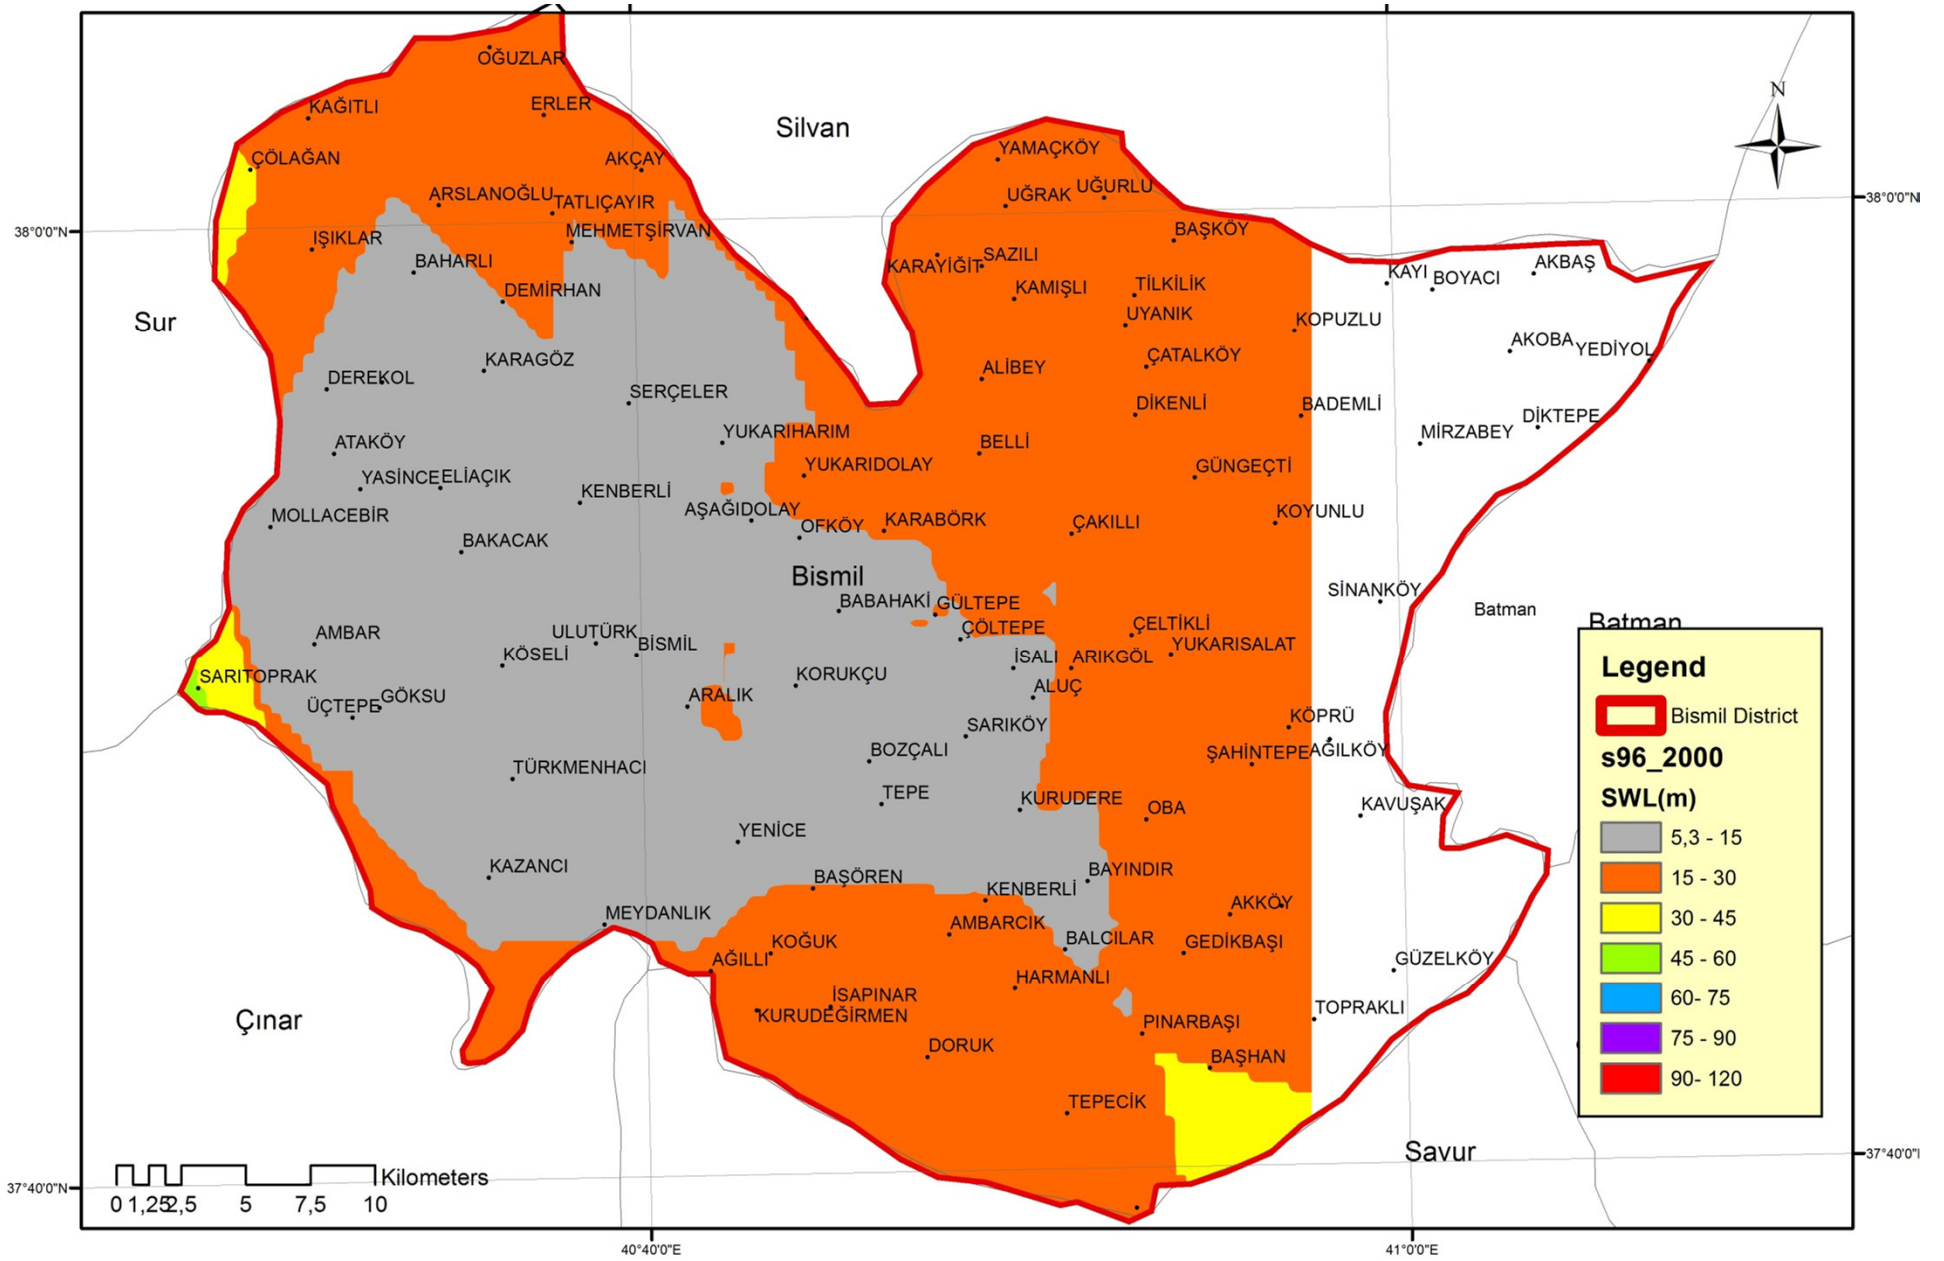 OĞUZLAR
KAĞITLI
ERLER
Silvan
N
ÇÖLAĞAN
AKÇAY
YAMAÇKÖY
ARSLANOĞLU
TATLIÇAYIR
UĞRAK
UĞURLU
38°0'0"N
38°0'0"N
IŞIKLAR
MEHMETŞİRVAN
BAŞKÖY
BAHARLI
KARAYİĞİT
SAZILI
KAYI
BOYACI
AKBAŞ
DEMİRHAN
KAMIŞLI
TİLKİLİK
Sur
UYANIK
KOPUZLU
AKOBA
YEDİYOL
KARAGÖZ
ÇATALKÖY
DEREKOL
ALİBEY
SERÇELER
DİKENLİ
BADEMLİ
DİKTEPE
ATAKÖY
YUKARIHARIM
BELLİ
MİRZABEY
YASİNCE
ELİAÇIK
YUKARIDOLAY
GÜNGEÇTİ
KENBERLİ
MOLLACEBİR
AŞAĞIDOLAY
OFKÖY
KARABÖRK
ÇAKILLI
KOYUNLU
BAKACAK
Bismil
BABAHAKİ
GÜLTEPE
SİNANKÖY
Batman
Batman
AMBAR
ULUTÜRK
BİSMİL
ÇÖLTEPE
ÇELTİKLİ
YUKARISALAT
KÖSELİ
İSALI
ARIKGÖL
SARITOPRAK
KORUKÇU
ALUÇ
ÜÇTEPE
GÖKSU
ARALIK
SARIKÖY
KÖPRÜ
BOZÇALI
ŞAHİNTEPE
AĞILKÖY
TÜRKMENHACI
TEPE
KURUDERE
OBA
KAVUŞAK
YENİCE
KAZANCI
BAŞÖREN
KENBERLİ
BAYINDIR
MEYDANLIK
AMBARCIK
AKKÖY
KOĞUK
BALCILAR
GEDİKBAŞI
AĞILLI
HARMANLI
GÜZELKÖY
İSAPINAR
KURUDEĞİRMEN
TOPRAKLI
Çınar
PINARBAŞI
DORUK
BAŞHAN
TEPECİK
Savur
Legend
Bismil District
s96_2000
SWL(m)
5,3 - 15
15 - 30
30 - 45
45 - 60
60- 75
75 - 90
90- 120
Kilometers
0 1,25 2,5 5 7,5 10
37°40'0"N
37°40'0"
40°40'0"E
41°0'0"E